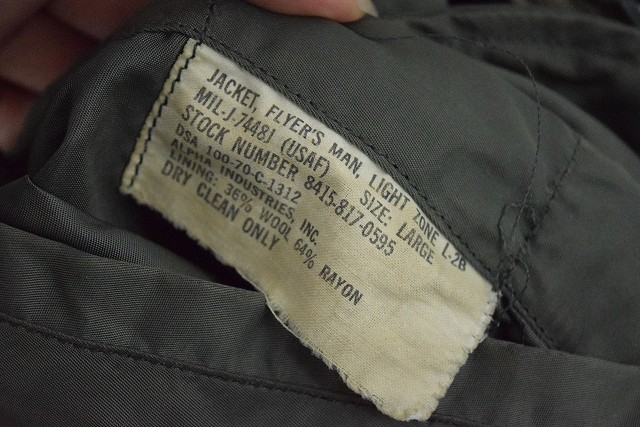 JACKET, FLYER'S MAN, LIGHT ZONE L-2B
MIL-J-7448J (USAF) SIZE: LARGE
STOCK NUMBER 8415-817-0595
DSA 100-70-C-1312
ALPHA INDUSTRIES, INC.
LINING: 36% WOOL 64% RAYON
DRY CLEAN ONLY